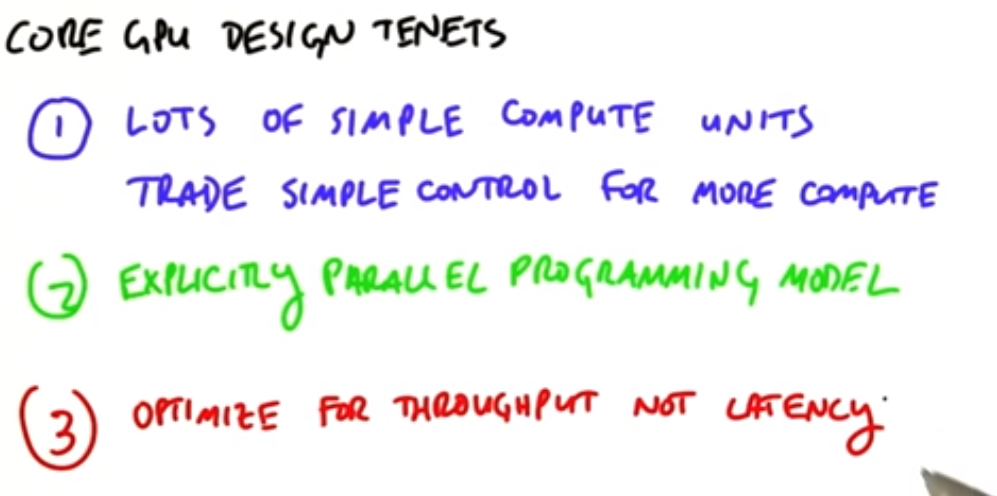 CORE GPU DESIGN TENETS
① LOTS OF SIMPLE COMPUTE UNITS
TRADE SIMPLE CONTROL FOR MORE COMPUTE
② EXPLICITLY PARALLEL PROGRAMMING MODEL
③ OPTIMIZE FOR THROUGHPUT NOT LATENCY